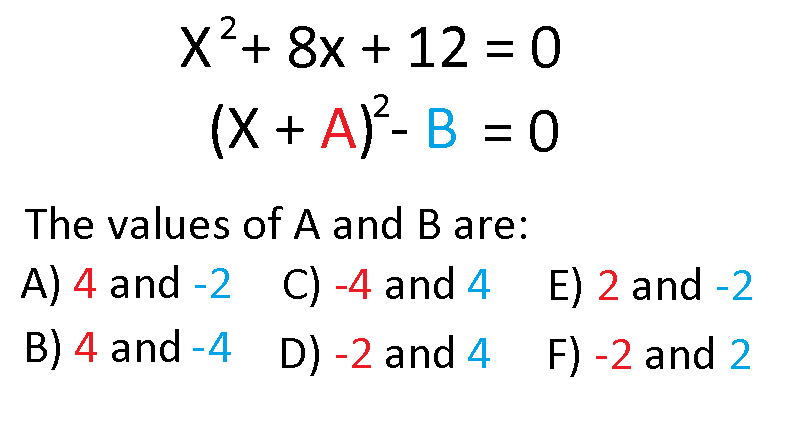 X²+ 8x + 12 = 0
(X + A)²- B = 0
The values of A and B are:
A) 4 and -2 C) -4 and 4 E) 2 and -2
B) 4 and -4 D) -2 and 4 F) -2 and 2